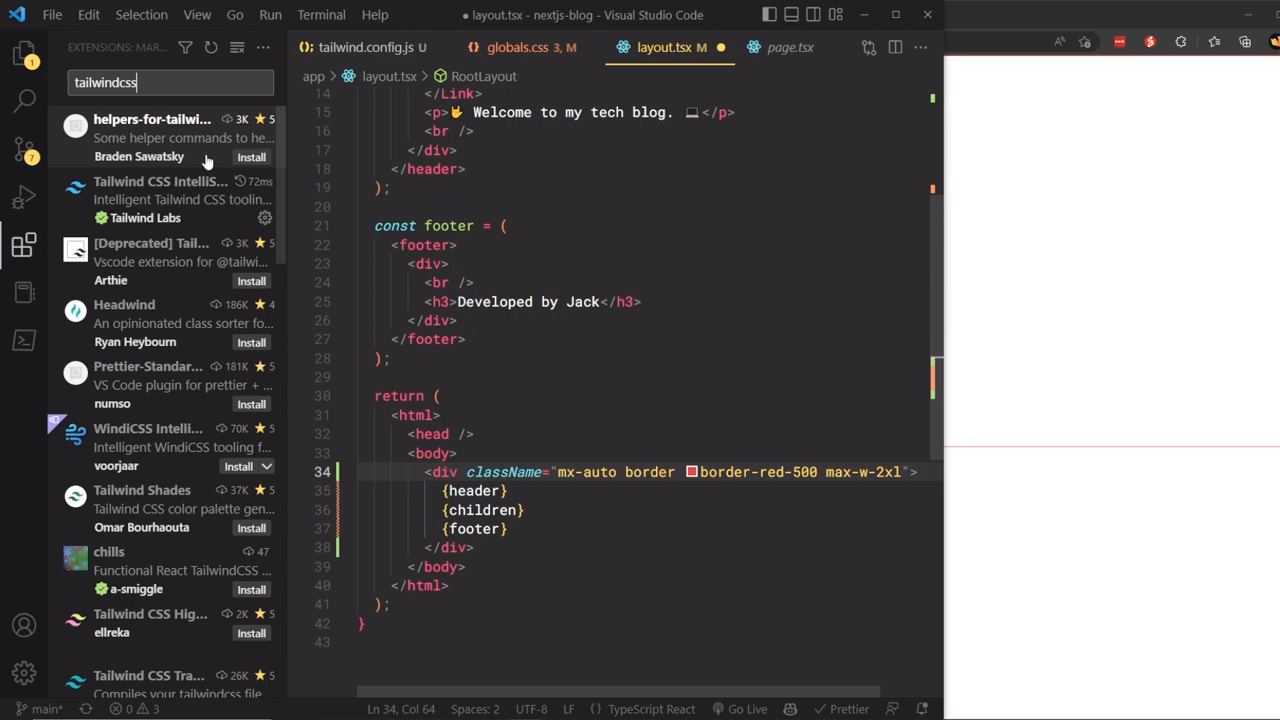 File Edit Selection View Go Run Terminal Help
● layout.tsx - nextjs-blog - Visual Studio Code
EXTENSIONS: MAR...
tailwindcss
helpers-for-tailwi... 3K 5
Some helper commands to he...
Braden Sawatsky Install
Tailwind CSS IntelliS... 72ms
Intelligent Tailwind CSS toolin...
Tailwind Labs
[Deprecated] Tail... 3K 5
Vscode extension for @tailwi...
Arthie Install
Headwind 186K 4
An opinionated class sorter fo...
Ryan Heybourn Install
Prettier-Standar... 181K 5
VS Code plugin for prettier + ...
numso Install
WindiCSS Intelli... 70K 5
Intelligent WindiCSS tooling f...
voorjaar Install
Tailwind Shades 37K 5
Tailwind CSS color palette gen...
Omar Bourhaouta Install
chills 47
Functional React TailwindCSS ...
a-smiggle Install
Tailwind CSS Hig... 2K 5
ellreka Install
Tailwind CSS Tra... 26K 5
Compiles your tailwindcss file
1
7
tailwind.config.js U globals.css 3, M layout.tsx M ● page.tsx
app > layout.tsx > RootLayout
14 </Link>
15 <p>🤟 Welcome to my tech blog. 💻</p>
16 <br />
17 </div>
18 </header>
19 );
20
21 const footer = (
22 <footer>
23 <div>
24 <br />
25 <h3>Developed by Jack</h3>
26 </div>
27 </footer>
28 );
29
30 return (
31 <html>
32 <head />
33 <body>
34 <div className="mx-auto border border-red-500 max-w-2xl">
35 {header}
36 {children}
37 {footer}
38 </div>
39 </body>
40 </html>
41 );
42 }
43
main* 0 3 Ln 34, Col 64 Spaces: 2 UTF-8 LF {} TypeScript React Go Live Prettier